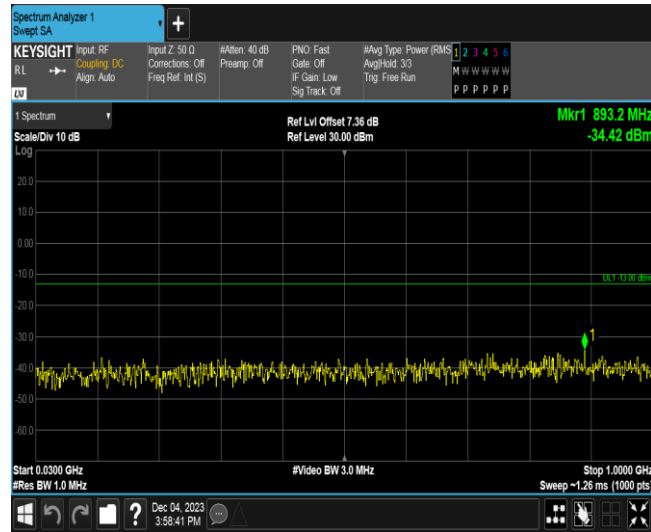 Spectrum Analyzer 1
Swept SA
+
KEYSIGHT Input: RF Input Z: 50 Ω #Atten: 40 dB PNO: Fast #Avg Type: Power (RMS 1 2 3 4 5 6
RL Coupling: DC Corrections: Off Preamp: Off Gate: Off Avg|Hold: 3/3 M W W W W W
Align: Auto Freq Ref: Int (S) IF Gain: Low Trig: Free Run
LXI Sig Track: Off P P P P P P
1 Spectrum Ref Lvl Offset 7.36 dB Mkr1 893.2 MHz
Scale/Div 10 dB Ref Level 30.00 dBm -34.42 dBm
Log
20.0
10.0
0.00
-10.0
DL1 -13.00 dBm
-20.0
-30.0
1
-40.0
-50.0
-60.0
Start 0.0300 GHz #Video BW 3.0 MHz Stop 1.0000 GHz
#Res BW 1.0 MHz Sweep ~1.26 ms (1000 pts)
? Dec 04, 2023
3:58:41 PM